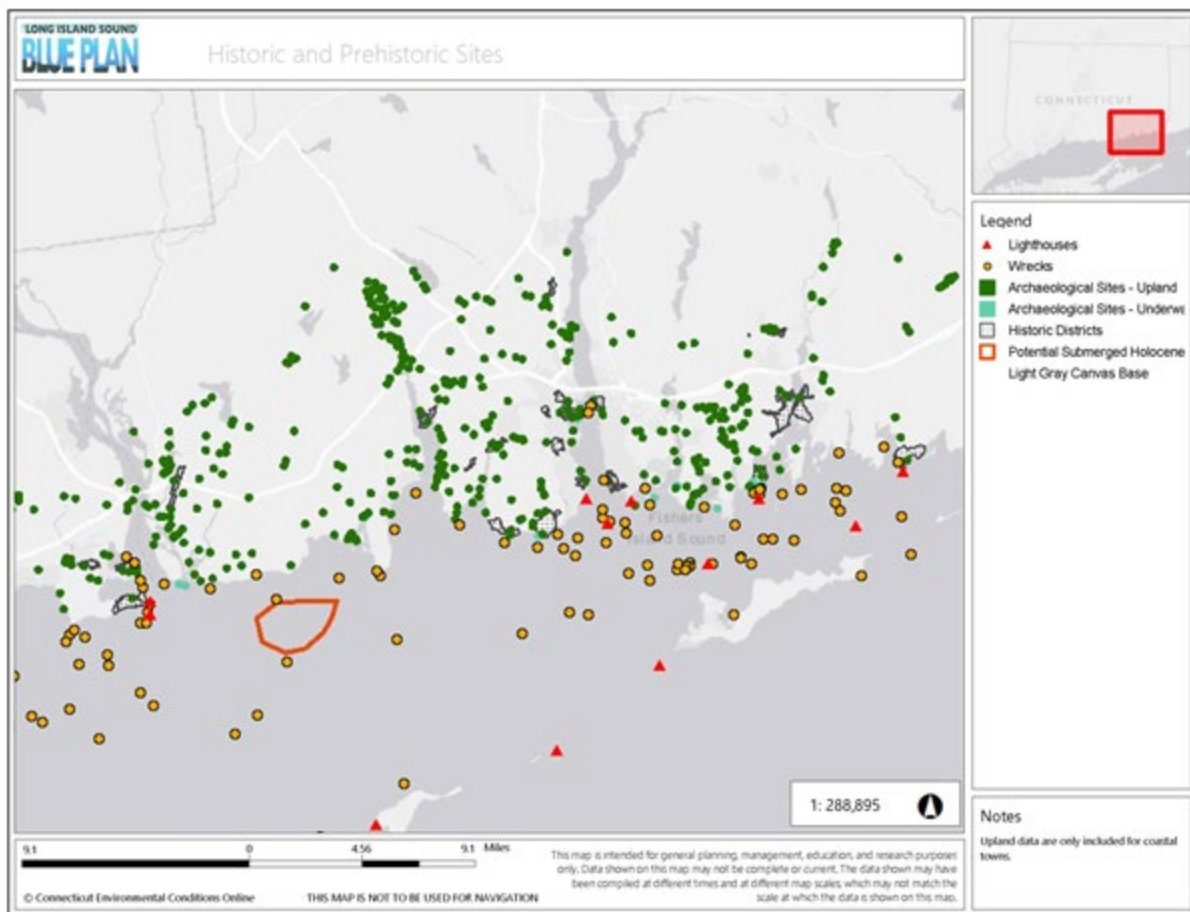 LONG ISLAND SOUND
BLUE PLAN
Historic and Prehistoric Sites
CONNECTICUT
Legend
Lighthouses
Wrecks
Archaeological Sites - Upland
Archaeological Sites - Underwa
Historic Districts
Potential Submerged Holocene
Light Gray Canvas Base
Fishers
Island Sound
1: 288,895
Notes
Upland data are only included for coastal
towns.
9.1 0 4.56 9.1 Miles
This map is intended for general planning, management, education, and research purposes
only. Data shown on this map may not be complete or current. The data shown may have
been compiled at different times and at different map scales, which may not match the
scale at which the data is shown on this map.
© Connecticut Environmental Conditions Online
THIS MAP IS NOT TO BE USED FOR NAVIGATION